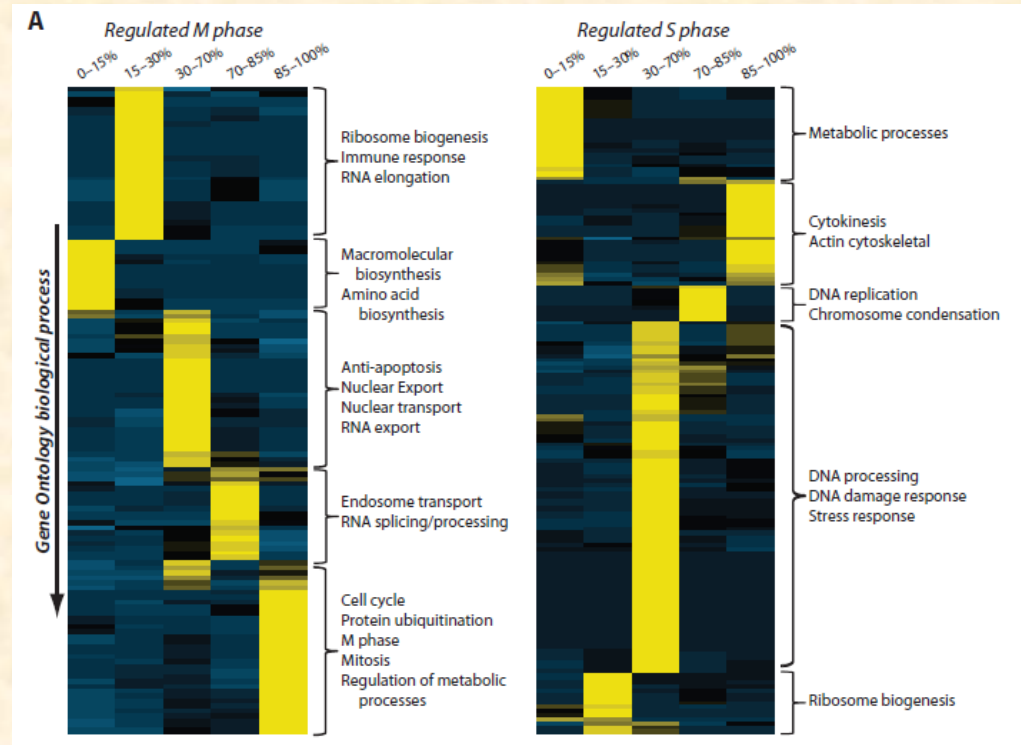 A
Regulated M phase
0–15%
15–30%
30–70%
70–85%
85–100%
Ribosome biogenesis
Immune response
RNA elongation
Macromolecular
biosynthesis
Amino acid
biosynthesis
Anti-apoptosis
Nuclear Export
Nuclear transport
RNA export
Endosome transport
RNA splicing/processing
Cell cycle
Protein ubiquitination
M phase
Mitosis
Regulation of metabolic
processes
Gene Ontology biological process
Regulated S phase
0–15%
15–30%
30–70%
70–85%
85–100%
Metabolic processes
Cytokinesis
Actin cytoskeletal
DNA replication
Chromosome condensation
DNA processing
DNA damage response
Stress response
Ribosome biogenesis